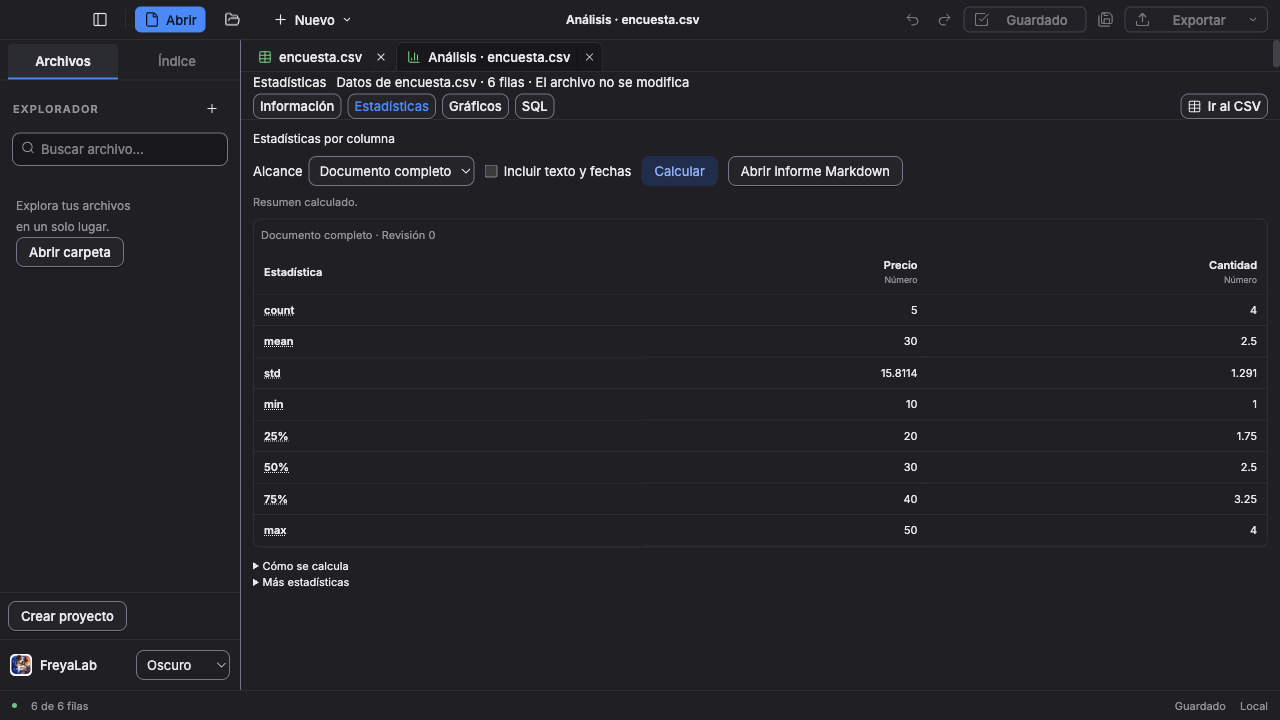 Abrir
Nuevo
Análisis · encuesta.csv
Guardado
Exportar
Archivos
Índice
encuesta.csv
Análisis · encuesta.csv
EXPLORADOR
Buscar archivo...
Explora tus archivos
en un solo lugar.
Abrir carpeta
Estadísticas Datos de encuesta.csv · 6 filas · El archivo no se modifica
Información Estadísticas Gráficos SQL Ir al CSV
Estadísticas por columna
Alcance Documento completo Incluir texto y fechas Calcular Abrir informe Markdown
Resumen calculado.
Documento completo · Revisión 0
Estadística Precio Cantidad
Número Número
count 5 4
mean 30 2.5
std 15.8114 1.291
min 10 1
25% 20 1.75
50% 30 2.5
75% 40 3.25
max 50 4
Cómo se calcula
Más estadísticas
Crear proyecto
FreyaLab Oscuro
6 de 6 filas
Guardado Local